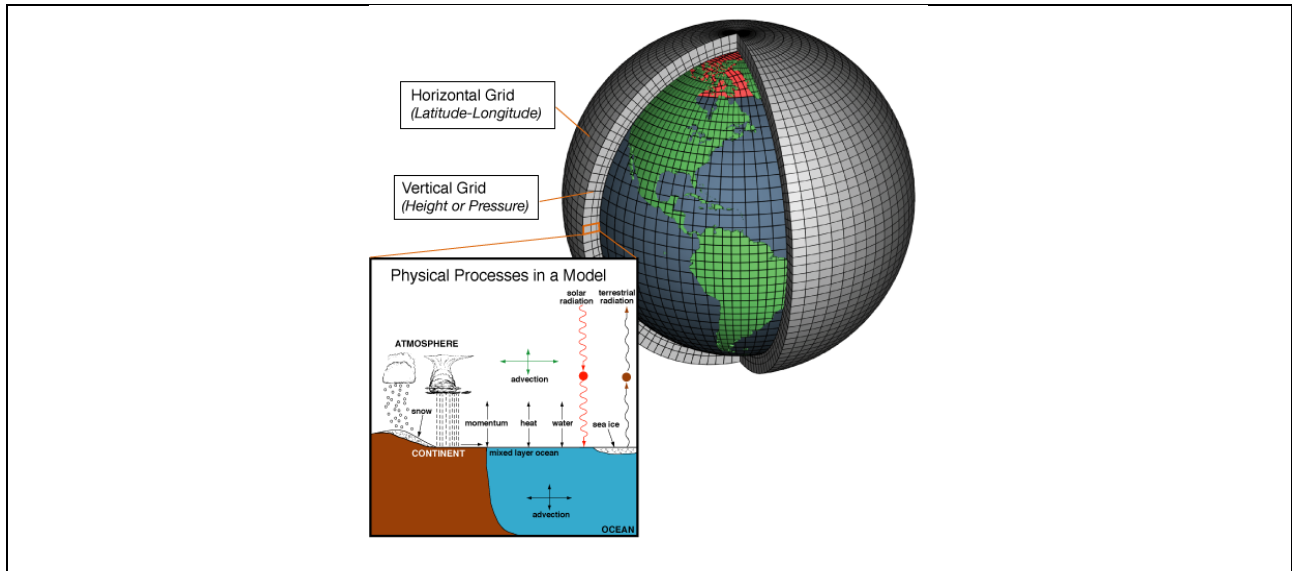 Horizontal Grid
(Latitude-Longitude)
Vertical Grid
(Height or Pressure)
Physical Processes in a Model
solar
radiation
terrestrial
radiation
ATMOSPHERE
advection
snow
momentum
heat
water
sea ice
CONTINENT
mixed layer ocean
advection
OCEAN